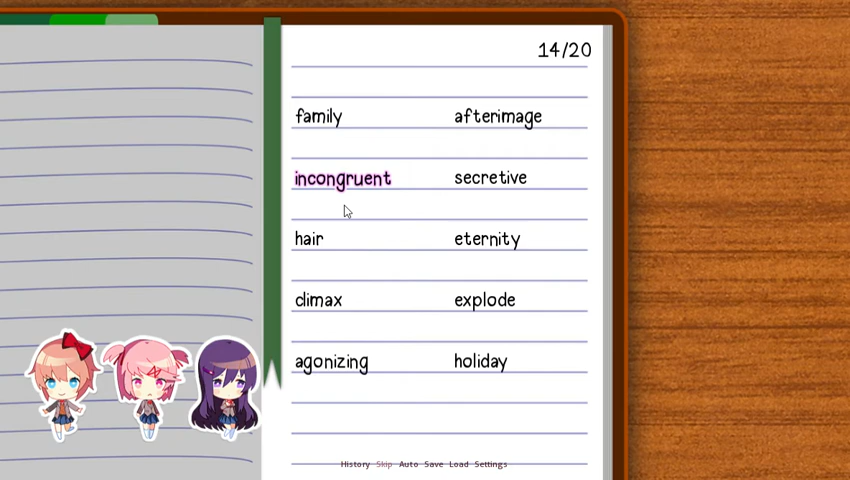 14/20
family afterimage
incongruent secretive
hair eternity
climax explode
agonizing holiday
History Skip Auto Save Load Settings